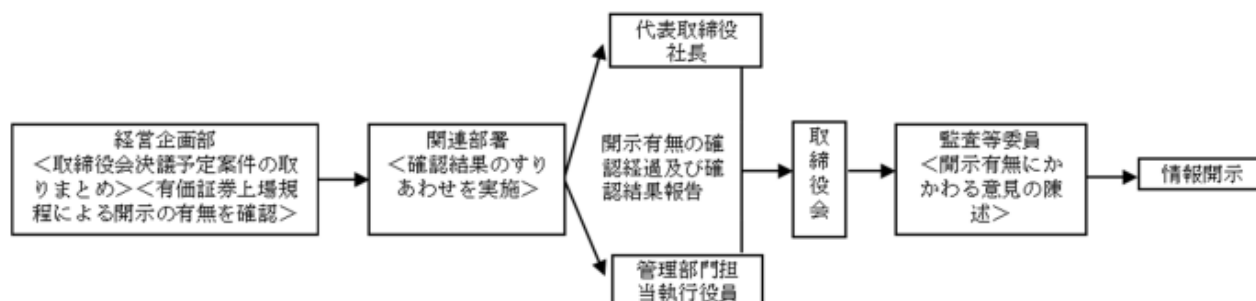 代表取締役
社長
経営企画部
＜取締役会決議予定案件の取
りまとめ＞＜有価証券上場規
程による開示の有無を確認＞
関連部署
＜確認結果のすり
あわせを実施＞
開示有無の確
認経過及び確
認結果報告
取
締
役
会
監査等委員
＜開示有無にか
かわる意見の陳
述＞
情報開示
管理部門担
当執行役員